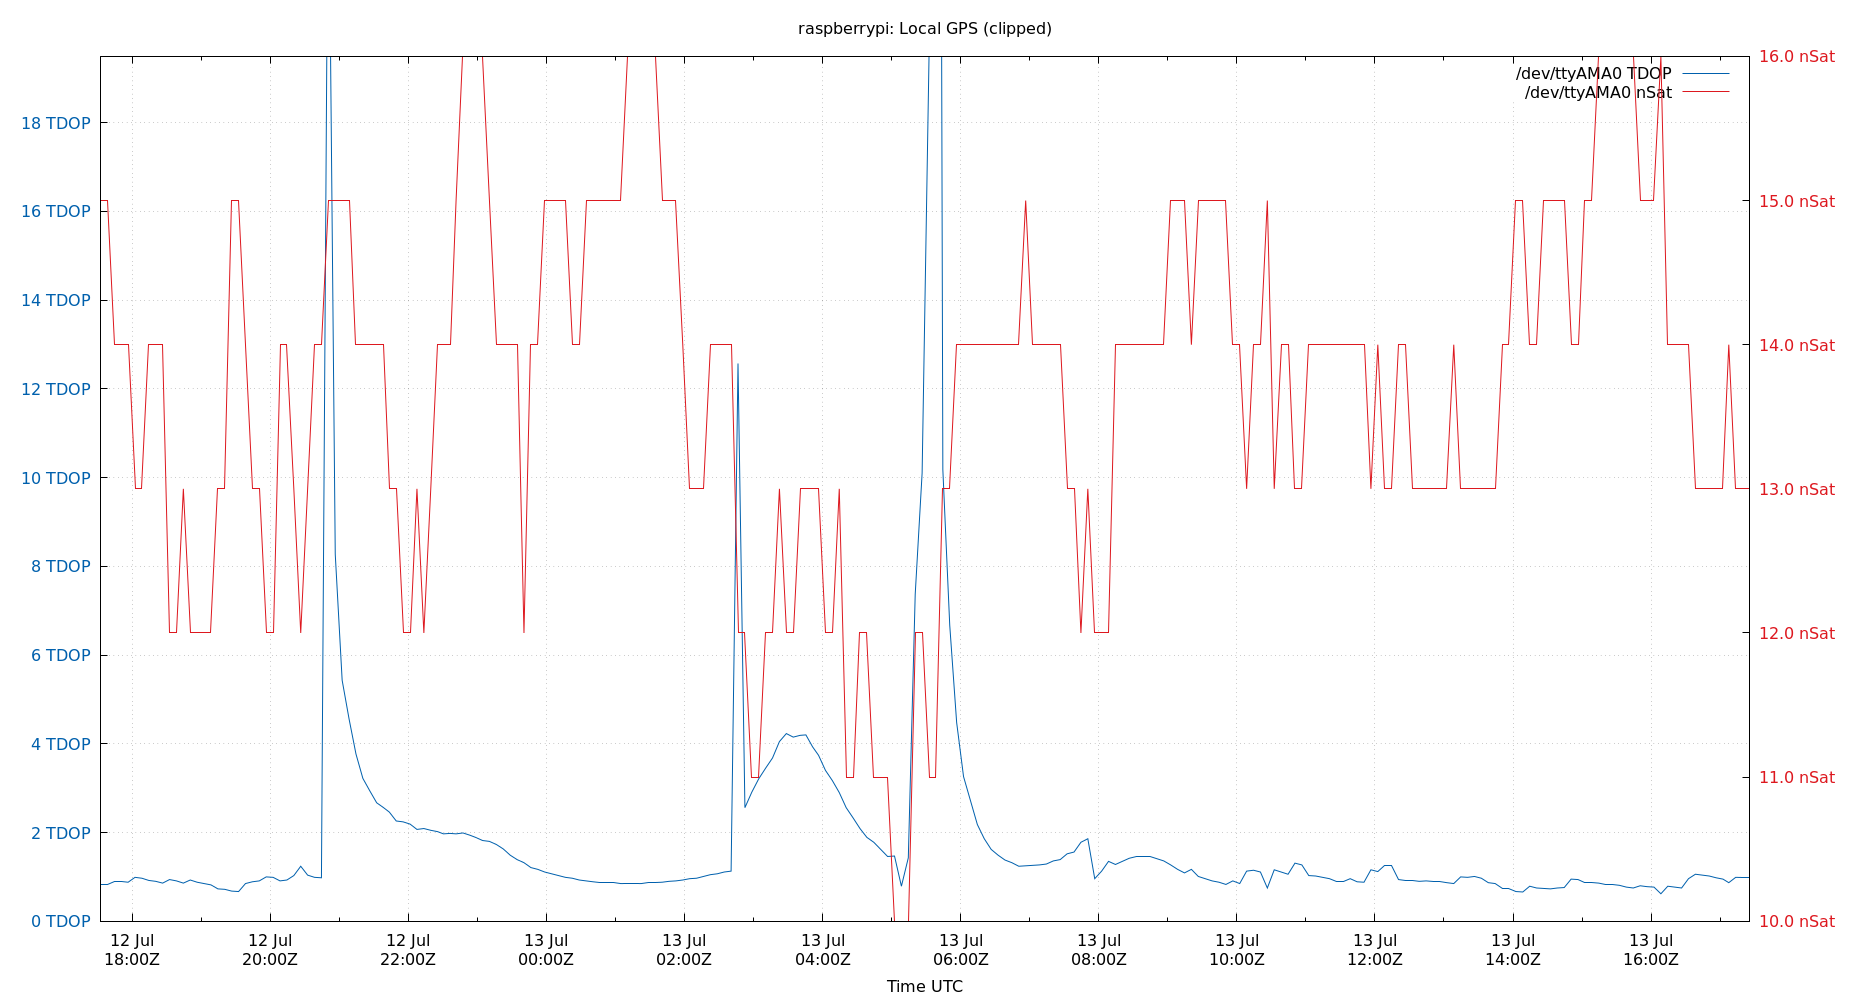 raspberrypi: Local GPS (clipped)
/dev/ttyAMA0 TDOP
/dev/ttyAMA0 nSat
18 TDOP
16 TDOP
14 TDOP
12 TDOP
10 TDOP
8 TDOP
6 TDOP
4 TDOP
2 TDOP
0 TDOP
16.0 nSat
15.0 nSat
14.0 nSat
13.0 nSat
12.0 nSat
11.0 nSat
10.0 nSat
12 Jul
18:00Z
12 Jul
20:00Z
12 Jul
22:00Z
13 Jul
00:00Z
13 Jul
02:00Z
13 Jul
04:00Z
13 Jul
06:00Z
13 Jul
08:00Z
13 Jul
10:00Z
13 Jul
12:00Z
13 Jul
14:00Z
13 Jul
16:00Z
Time UTC